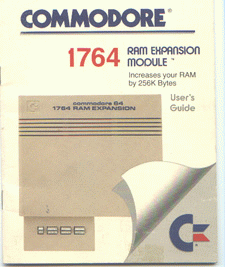 COMMODORE®
1764 RAM EXPANSION
MODULE™
increases your RAM
by 256K Bytes
User's
Guide
commodore 64
1764 RAM EXPANSION